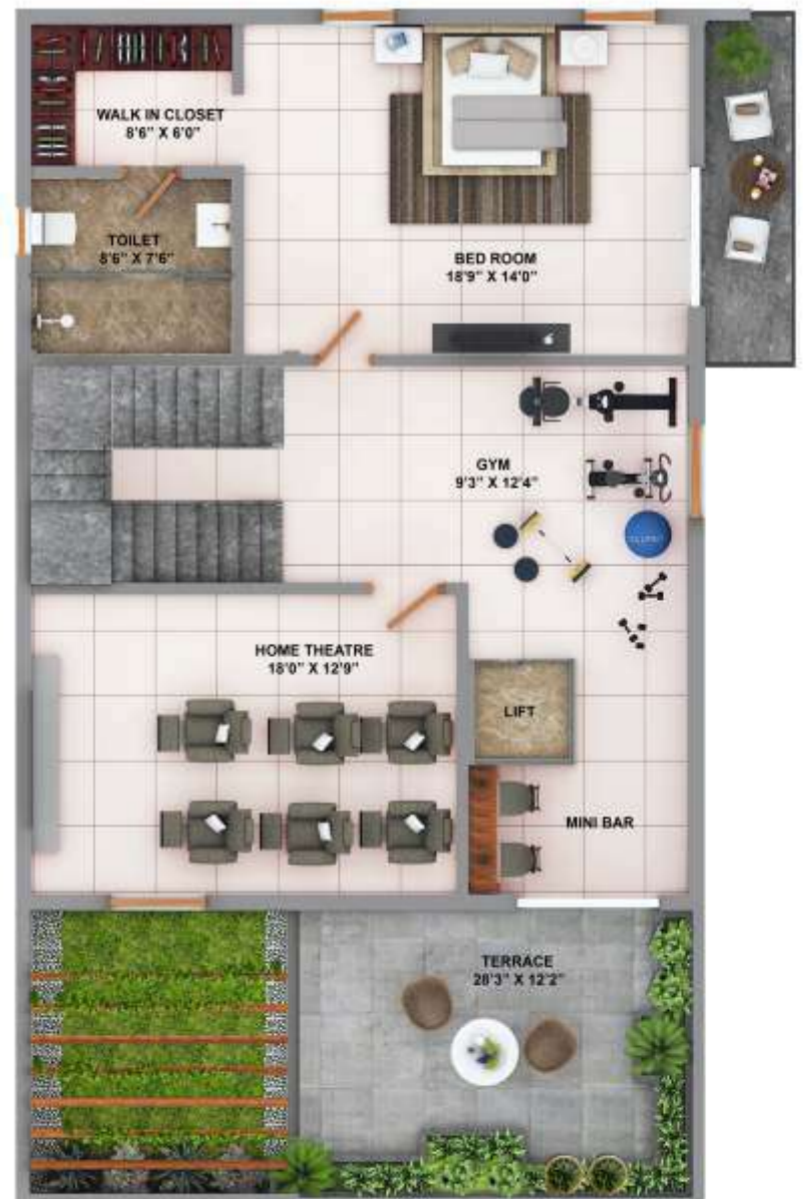 WALK IN CLOSET
8'6" X 6'0"
TOILET
8'6" X 7'6"
BED ROOM
18'9" X 14'0"
GYM
9'3" X 12'4"
HOME THEATRE
18'0" X 12'9"
LIFT
MINI BAR
TERRACE
28'3" X 12'2"